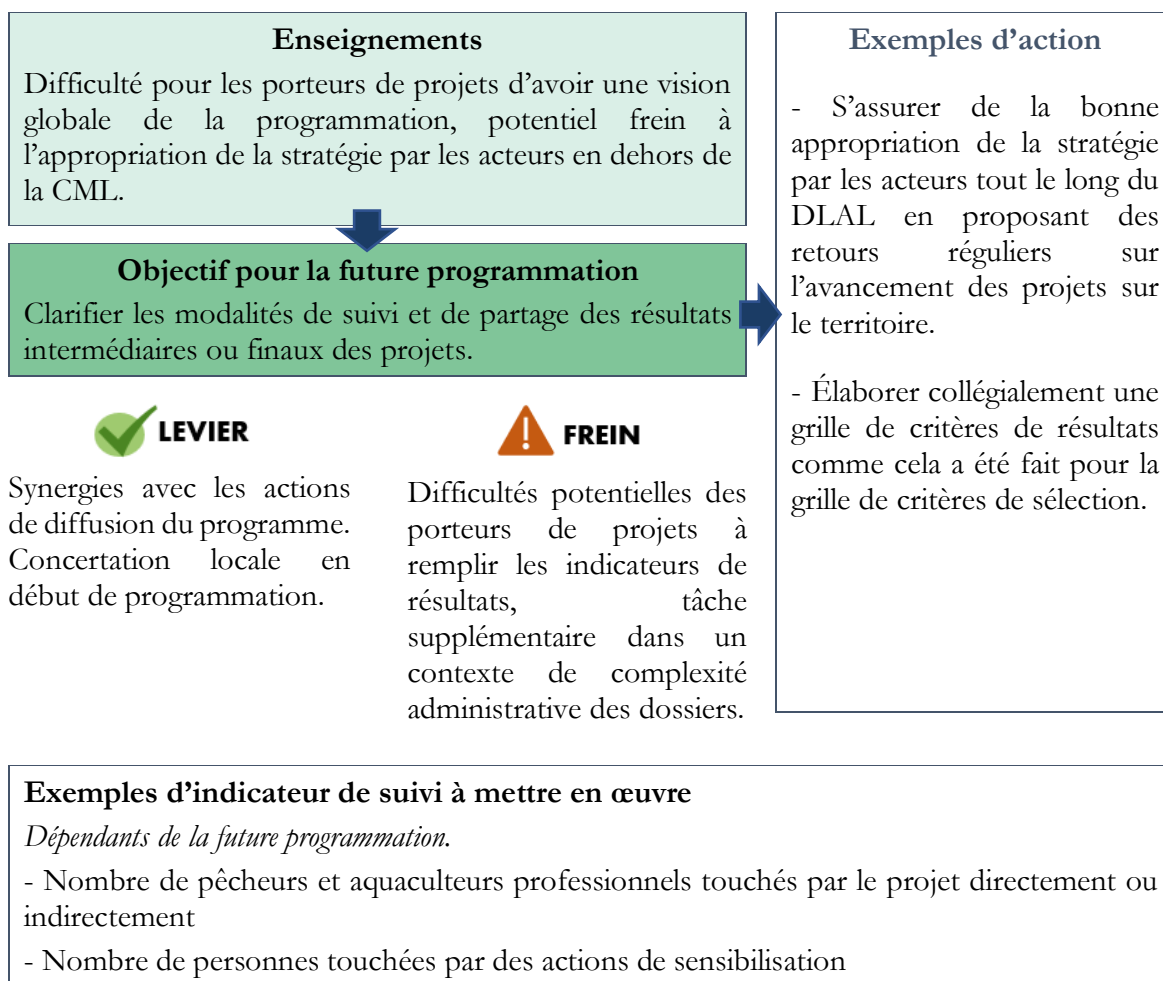 Enseignements
Difficulté pour les porteurs de projets d’avoir une vision
globale de la programmation, potentiel frein à
l’appropriation de la stratégie par les acteurs en dehors de
la CML.
Objectif pour la future programmation
Clarifier les modalités de suivi et de partage des résultats
intermédiaires ou finaux des projets.
LEVIER
Synergies avec les actions
de diffusion du programme.
Concertation locale en
début de programmation.
FREIN
Difficultés potentielles des
porteurs de projets à
remplir les indicateurs de
résultats, tâche
supplémentaire dans un
contexte de complexité
administrative des dossiers.
Exemples d’action
- S’assurer de la bonne
appropriation de la stratégie
par les acteurs tout le long du
DLAL en proposant des
retours réguliers sur
l’avancement des projets sur
le territoire.
- Élaborer collégialement une
grille de critères de résultats
comme cela a été fait pour la
grille de critères de sélection.
Exemples d’indicateur de suivi à mettre en œuvre
Dépendants de la future programmation.
- Nombre de pêcheurs et aquaculteurs professionnels touchés par le projet directement ou
indirectement
- Nombre de personnes touchées par des actions de sensibilisation